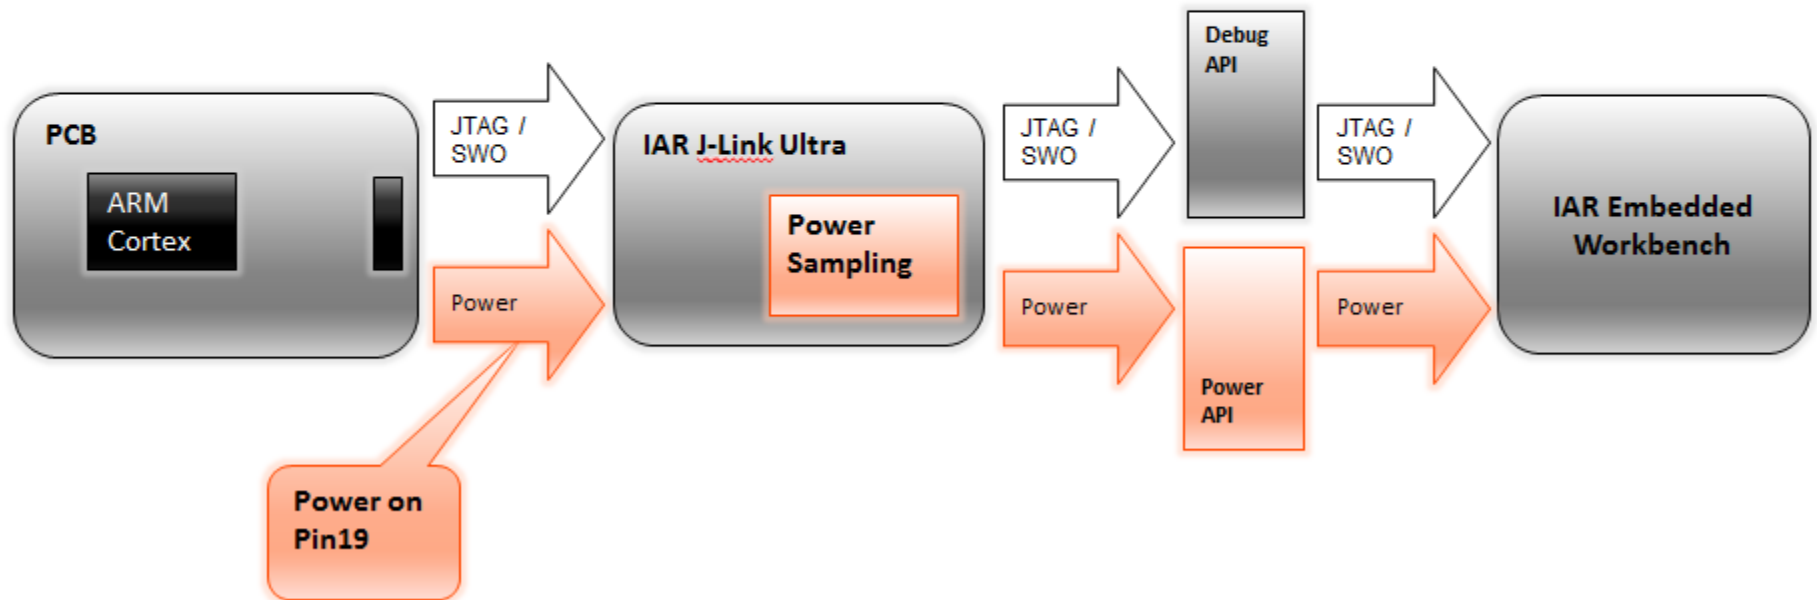 PCB
ARM
Cortex
JTAG /
SWO
Power
Power on
Pin19
IAR J-Link Ultra
Power
Sampling
JTAG /
SWO
Power
Debug
API
Power
API
JTAG /
SWO
Power
IAR Embedded
Workbench